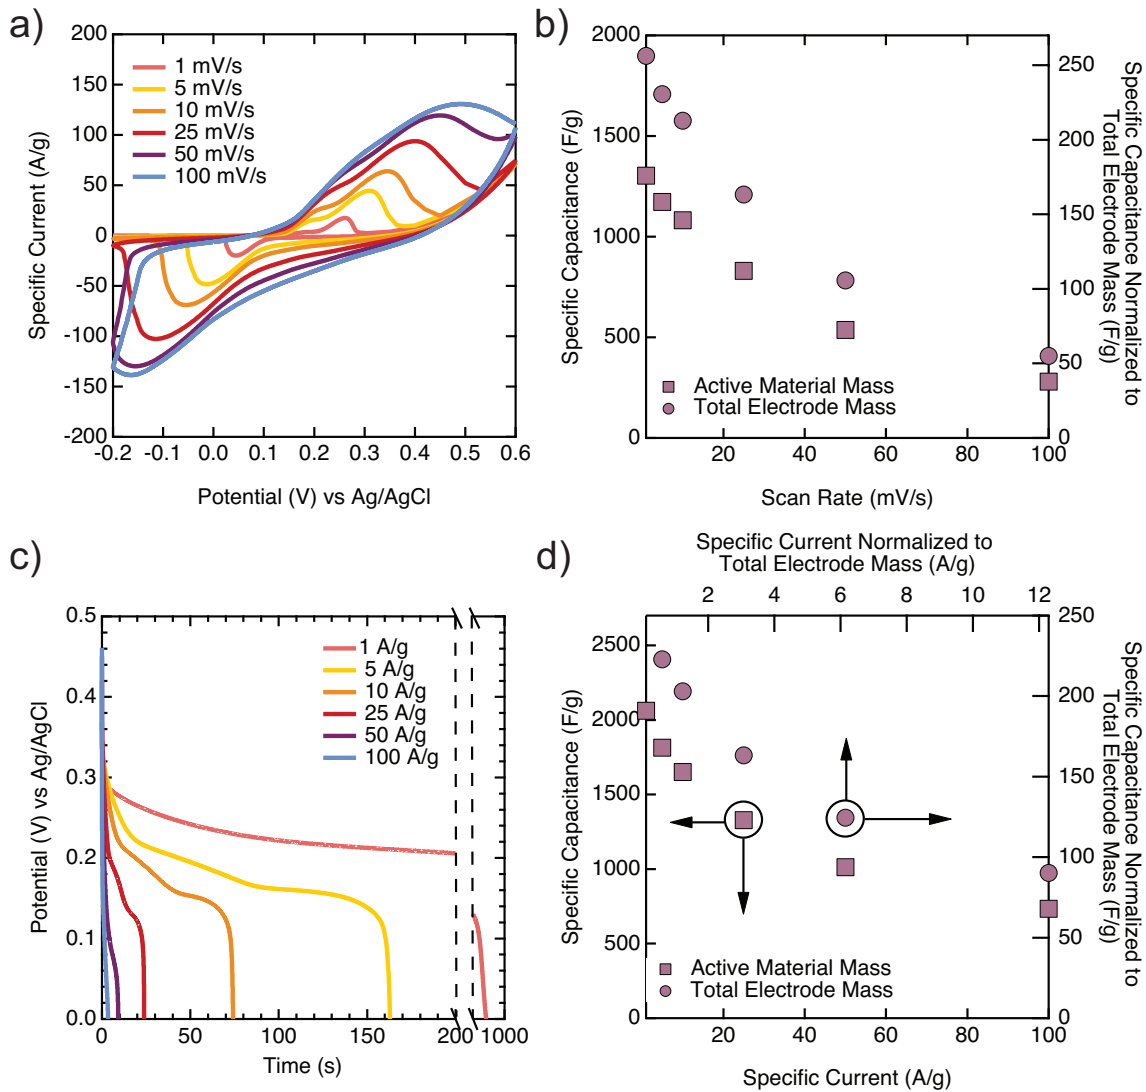 a)
200
150
100
50
0
-50
-100
-150
-200
Specific Current (A/g)
1 mV/s
5 mV/s
10 mV/s
25 mV/s
50 mV/s
100 mV/s
-0.2
-0.1
0.0
0.1
0.2
0.3
0.4
0.5
0.6
Potential (V) vs Ag/AgCl
b)
2000
1500
1000
500
0
Specific Capacitance (F/g)
250
200
150
100
50
0
Specific Capacitance Normalized to
Total Electrode Mass (F/g)
Active Material Mass
Total Electrode Mass
20
40
60
80
100
Scan Rate (mV/s)
c)
0.5
0.4
0.3
0.2
0.1
0.0
Potential (V) vs Ag/AgCl
1 A/g
5 A/g
10 A/g
25 A/g
50 A/g
100 A/g
0
50
100
150
200
1000
Time (s)
d)
Specific Current Normalized to
Total Electrode Mass (A/g)
2
4
6
8
10
12
2500
2000
1500
1000
500
0
Specific Capacitance (F/g)
250
200
150
100
50
0
Specific Capacitance Normalized to
Total Electrode Mass (F/g)
Active Material Mass
Total Electrode Mass
20
40
60
80
100
Specific Current (A/g)